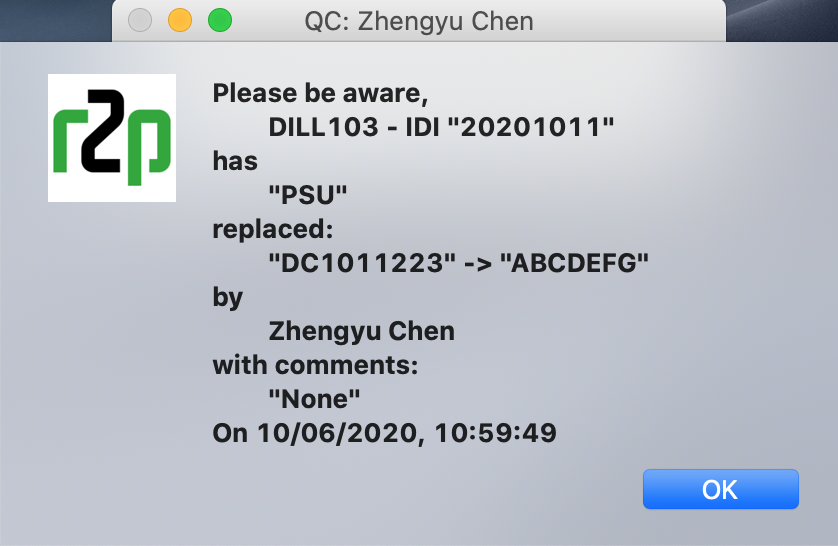 QC: Zhengyu Chen
r2p
Please be aware,
DILL103 - IDI "20201011"
has
"PSU"
replaced:
"DC1011223" -> "ABCDEFG"
by
Zhengyu Chen
with comments:
"None"
On 10/06/2020, 10:59:49
OK